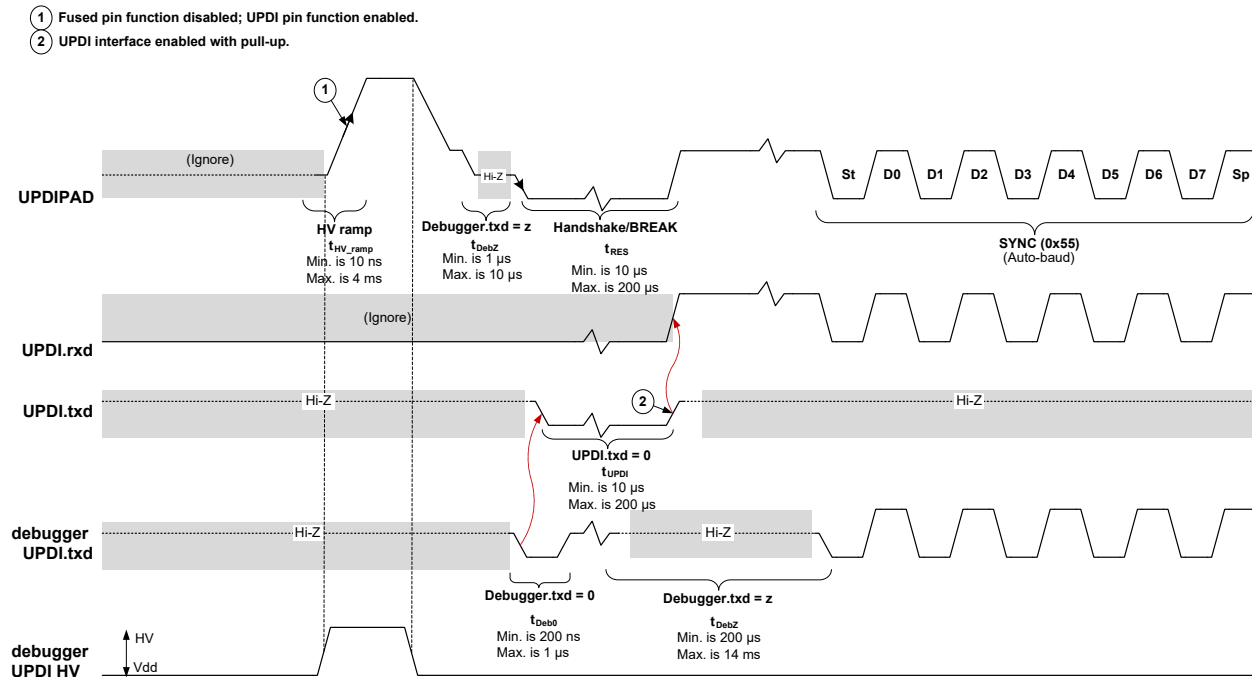 1 Fused pin function disabled; UPDI pin function enabled.
2 UPDI interface enabled with pull-up.
1
(Ignore)
Hi-Z
St D0 D1 D2 D3 D4 D5 D6 D7 Sp
UPDIPAD
HV ramp
tHV_ramp
Min. is 10 ns
Max. is 4 ms
Debugger.txd = z
tDebZ
Min. is 1 µs
Max. is 10 µs
Handshake/BREAK
tRES
Min. is 10 µs
Max. is 200 µs
SYNC (0x55)
(Auto-baud)
(Ignore)
UPDI.rxd
Hi-Z
2
Hi-Z
UPDI.txd
UPDI.txd = 0
tUPDI
Min. is 10 µs
Max. is 200 µs
Hi-Z
Hi-Z
debugger
UPDI.txd
Debugger.txd = 0
tDeb0
Min. is 200 ns
Max. is 1 µs
Debugger.txd = z
tDebZ
Min. is 200 µs
Max. is 14 ms
HV
Vdd
debugger
UPDI HV